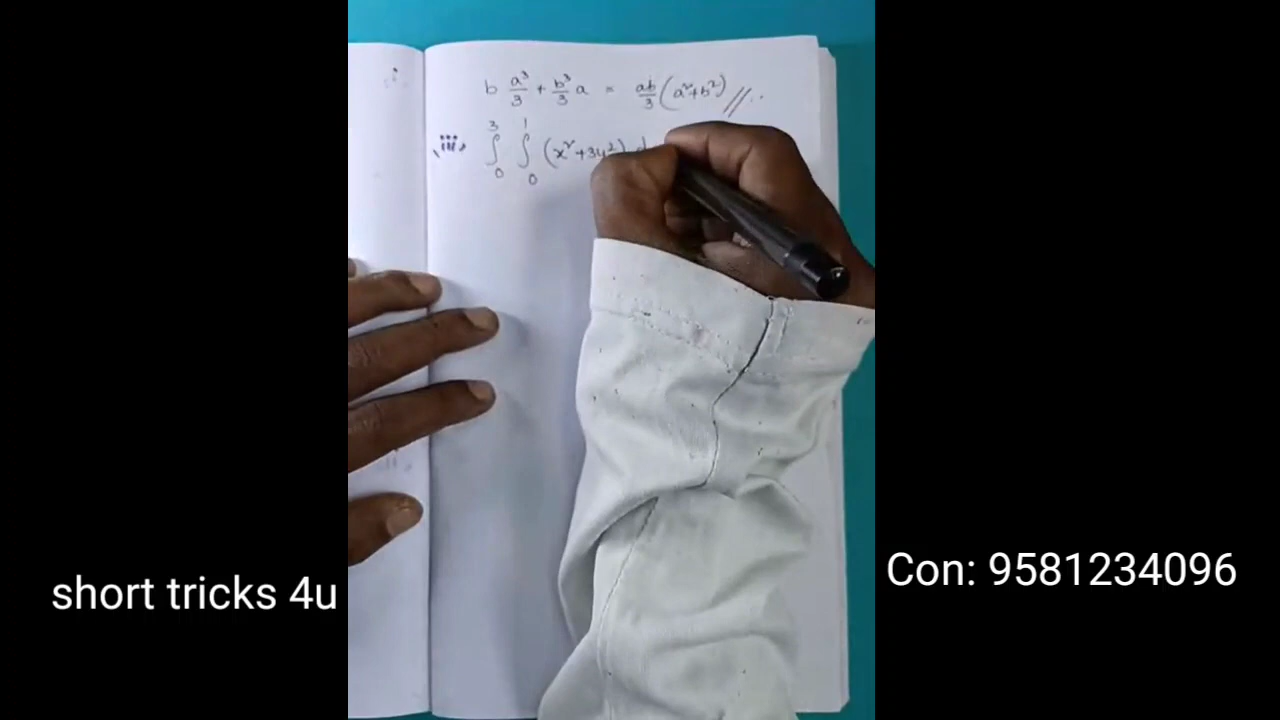 b a³/3 + b³/3 a = ab/3 (a²+b²) //..
(iii) ∫₀³ ∫₀¹ (x²+3y²) d
short tricks 4u
Con: 9581234096